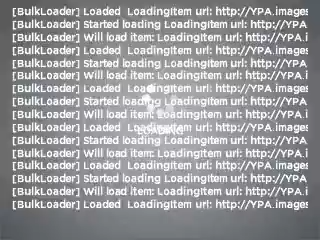 [BulkLoader] Loaded LoadingItem url: http://YPA.images
[BulkLoader] Started loading LoadingItem url: http://YPA
[BulkLoader] Will load item: LoadingItem url: http://YPA.i
[BulkLoader] Loaded LoadingItem url: http://YPA.images
[BulkLoader] Started loading LoadingItem url: http://YPA
[BulkLoader] Will load item: LoadingItem url: http://YPA.i
[BulkLoader] Loaded LoadingItem url: http://YPA.images
[BulkLoader] Started loading LoadingItem url: http://YPA
[BulkLoader] Will load item: LoadingItem url: http://YPA.i
[BulkLoader] Loaded LoadingItem url: http://YPA.images
LOADING
[BulkLoader] Started loading LoadingItem url: http://YPA
[BulkLoader] Will load item: LoadingItem url: http://YPA.i
[BulkLoader] Loaded LoadingItem url: http://YPA.images
[BulkLoader] Started loading LoadingItem url: http://YPA
[BulkLoader] Will load item: LoadingItem url: http://YPA.i
[BulkLoader] Loaded LoadingItem url: http://YPA.images